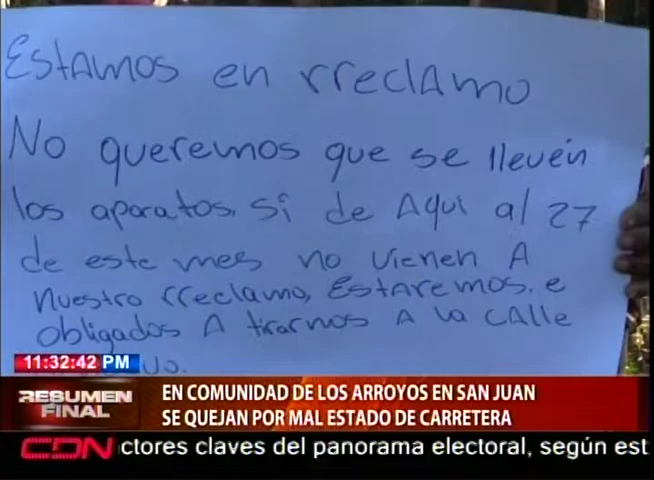 Estamos en rreclamo
No queremos que se lleven
los aparatos, si de Aqui al 27
de este mes no vienen A
nuestro rreclamo, Estaremos. e
obligados A tirarnos A la calle
11:32:42 PM
RESUMEN
FINAL
EN COMUNIDAD DE LOS ARROYOS EN SAN JUAN
SE QUEJAN POR MAL ESTADO DE CARRETERA
CDN ctores claves del panorama electoral, según est